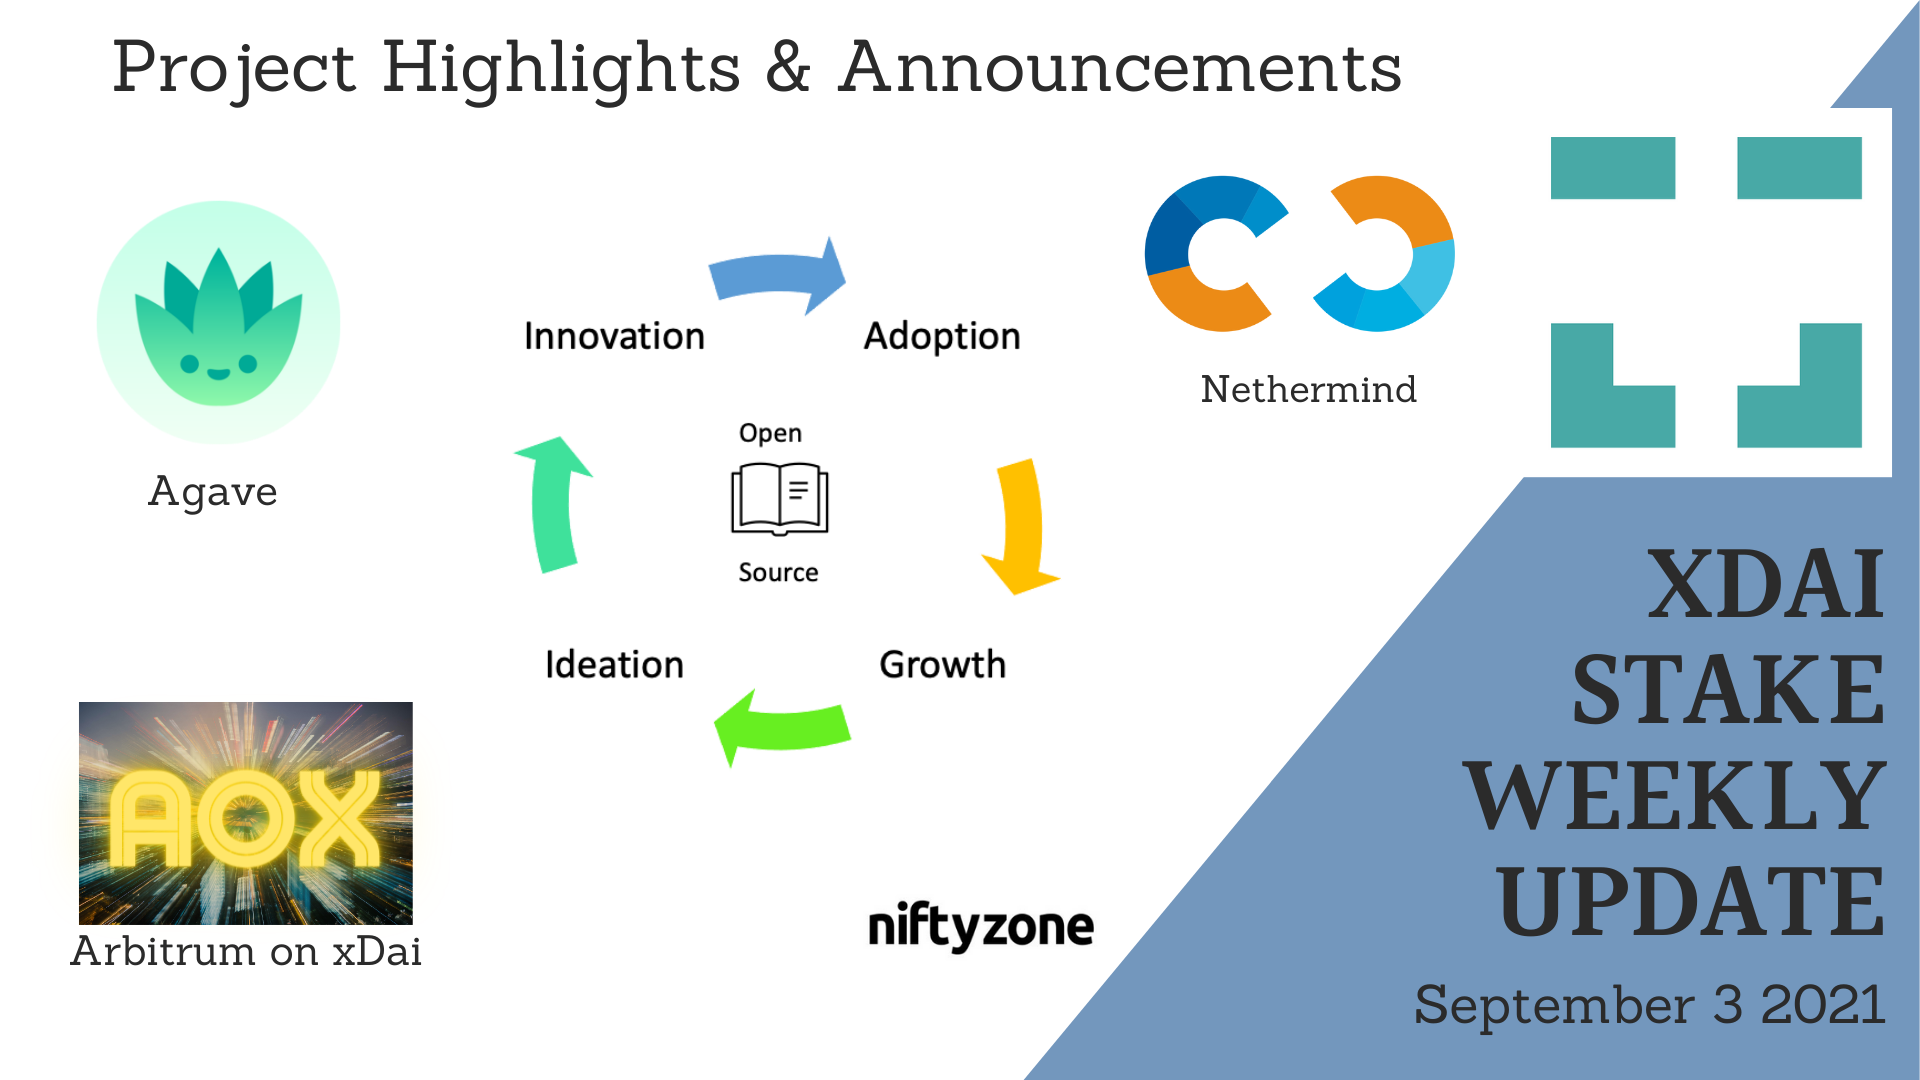 Project Highlights & Announcements
Agave
Innovation
Adoption
Nethermind
Open
Source
Ideation
Growth
AOX
Arbitrum on xDai
niftyzone
XDAI
STAKE
WEEKLY
UPDATE
September 3 2021